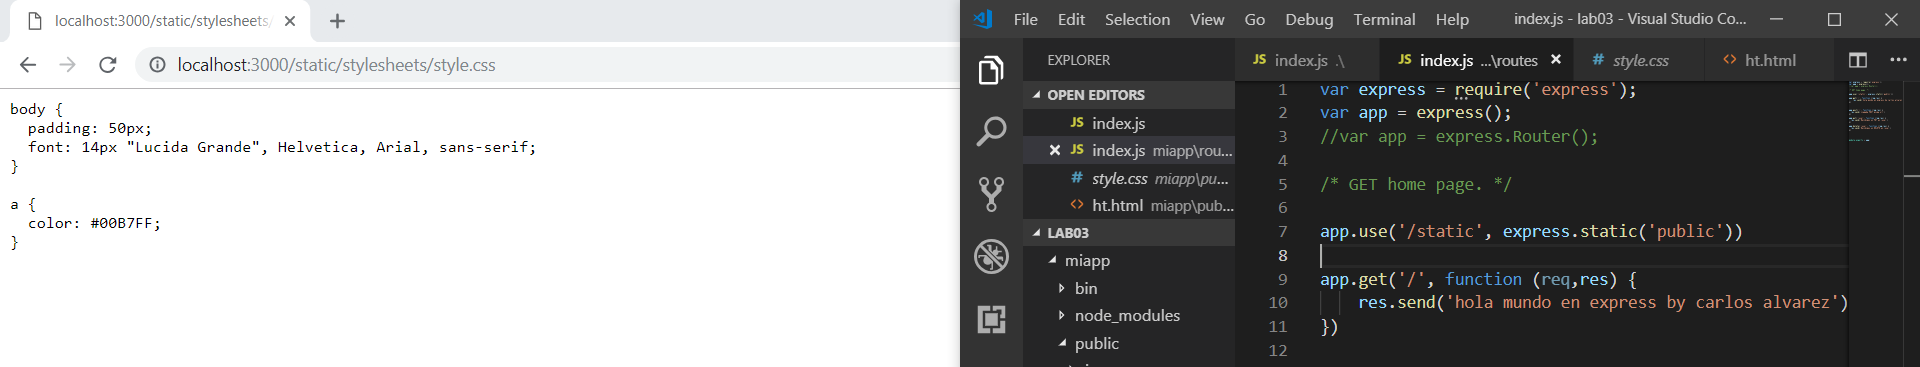 localhost:3000/static/stylesheets/
localhost:3000/static/stylesheets/style.css
body {
  padding: 50px;
  font: 14px "Lucida Grande", Helvetica, Arial, sans-serif;
}
a {
  color: #00B7FF;
}
File Edit Selection View Go Debug Terminal Help index.js - lab03 - Visual Studio Co...
EXPLORER
OPEN EDITORS
JS index.js
JS index.js miapp\rou...
# style.css miapp\pu...
<> ht.html miapp\pub...
LAB03
miapp
bin
node_modules
public
JS index.js .\ JS index.js ...\routes # style.css <> ht.html
1 var express = require('express');
2 var app = express();
3 //var app = express.Router();
4
5 /* GET home page. */
6
7 app.use('/static', express.static('public'))
8
9 app.get('/', function (req,res) {
10     res.send('hola mundo en express by carlos alvarez')
11 })
12